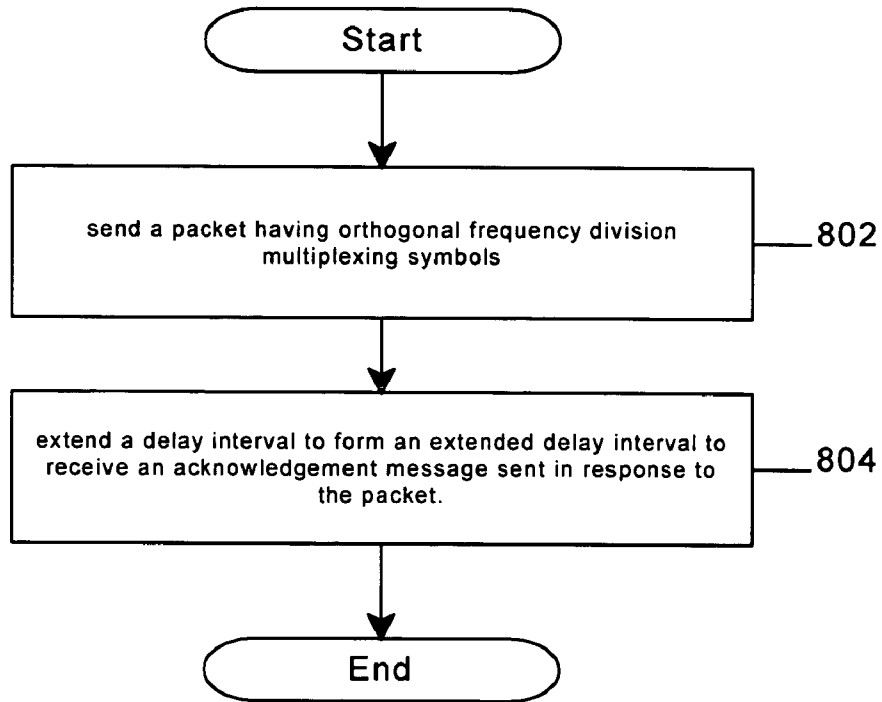 Start
send a packet having orthogonal frequency division
multiplexing symbols
802
extend a delay interval to form an extended delay interval to
receive an acknowledgement message sent in response to
the packet.
804
End